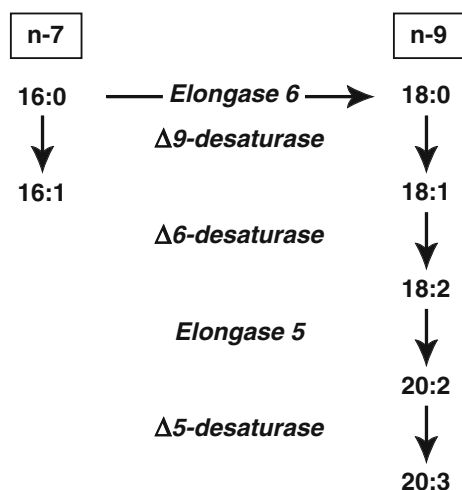 n-7 n-9
16:0 Elongase 6 18:0
Δ9-desaturase
16:1 18:1
Δ6-desaturase
18:2
Elongase 5
20:2
Δ5-desaturase
20:3